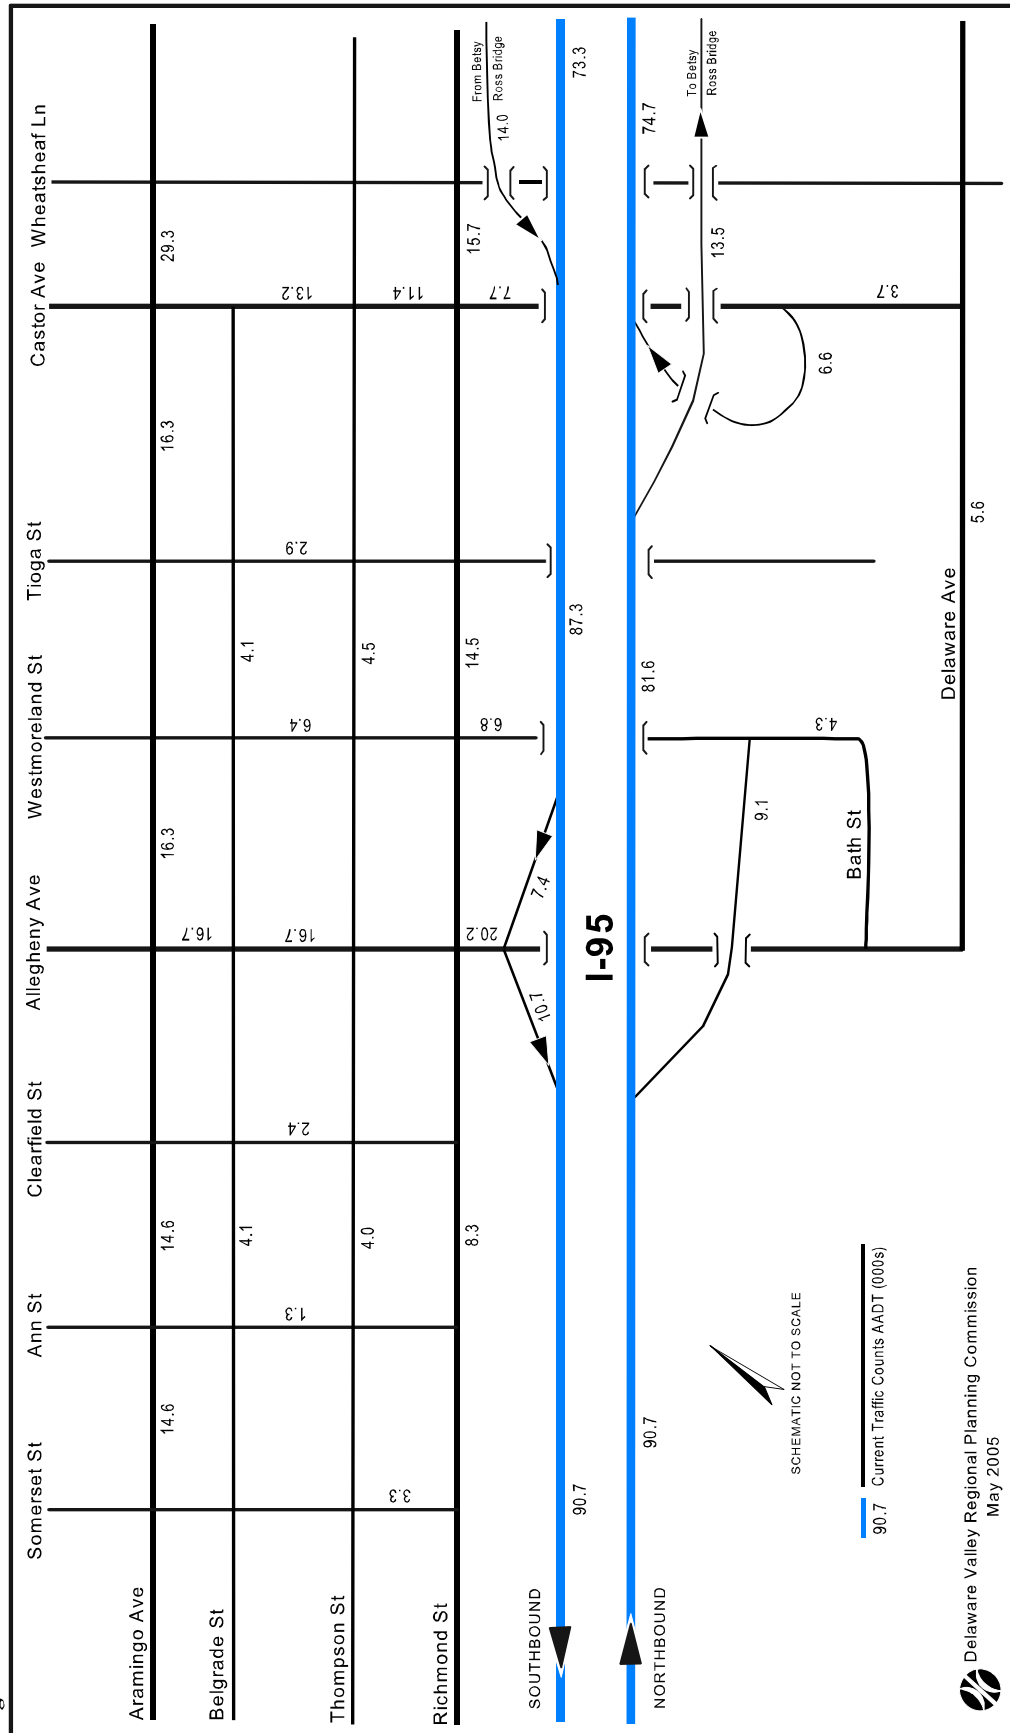 Somerset St
Ann St
Clearfield St
Allegheny Ave
Westmoreland St
Tioga St
Castor Ave
Wheatsheaf Ln
Aramingo Ave
14.6
14.6
16.3
16.3
29.3
16.7
Belgrade St
4.1
4.1
1.3
2.4
16.7
6.4
2.9
13.2
Thompson St
4.0
4.5
3.3
11.4
Richmond St
8.3
14.5
15.7
20.2
6.8
7.7
From Betsy
Ross Bridge
14.0
10.7
7.4
SOUTHBOUND
90.7
87.3
73.3
I-95
NORTHBOUND
90.7
81.6
74.7
To Betsy
Ross Bridge
13.5
9.1
4.3
6.6
3.7
Bath St
Delaware Ave
5.6
SCHEMATIC NOT TO SCALE
90.7 Current Traffic Counts AADT (000s)
Delaware Valley Regional Planning Commission
May 2005